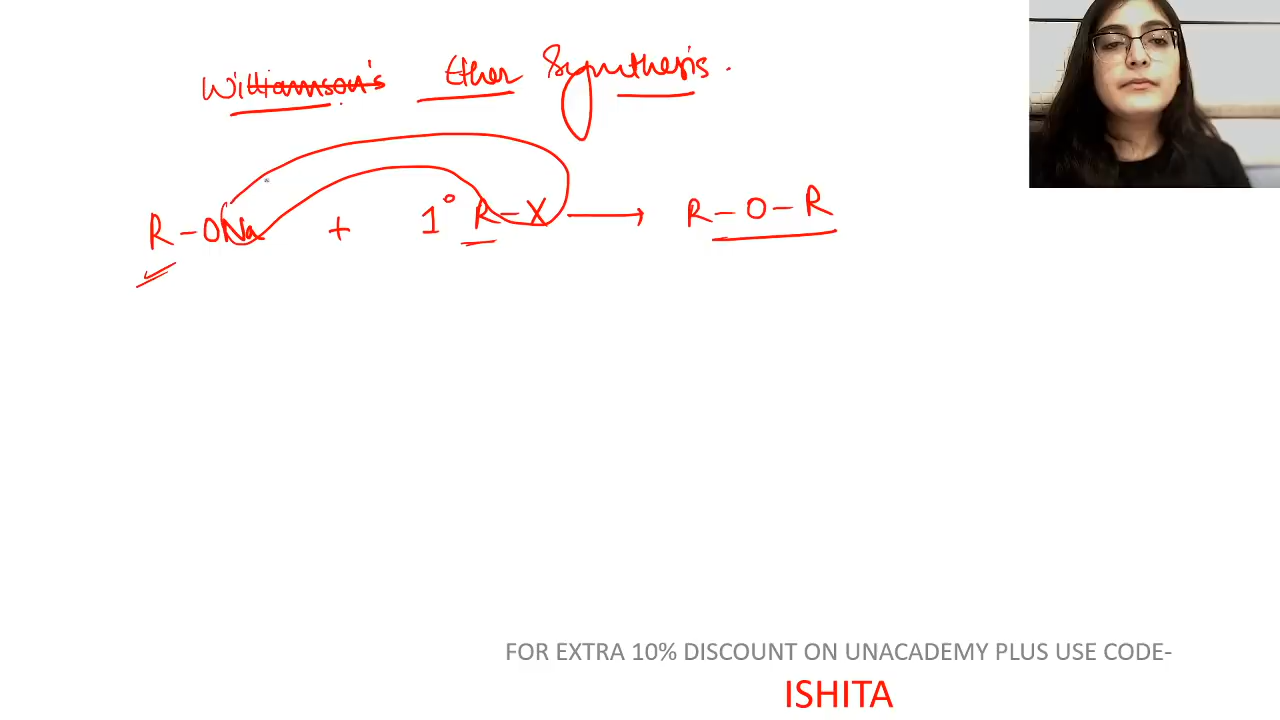 Williamson's Ether Synthesis.
R-ONa + 1° R-X → R-O-R
FOR EXTRA 10% DISCOUNT ON UNACADEMY PLUS USE CODE-
ISHITA